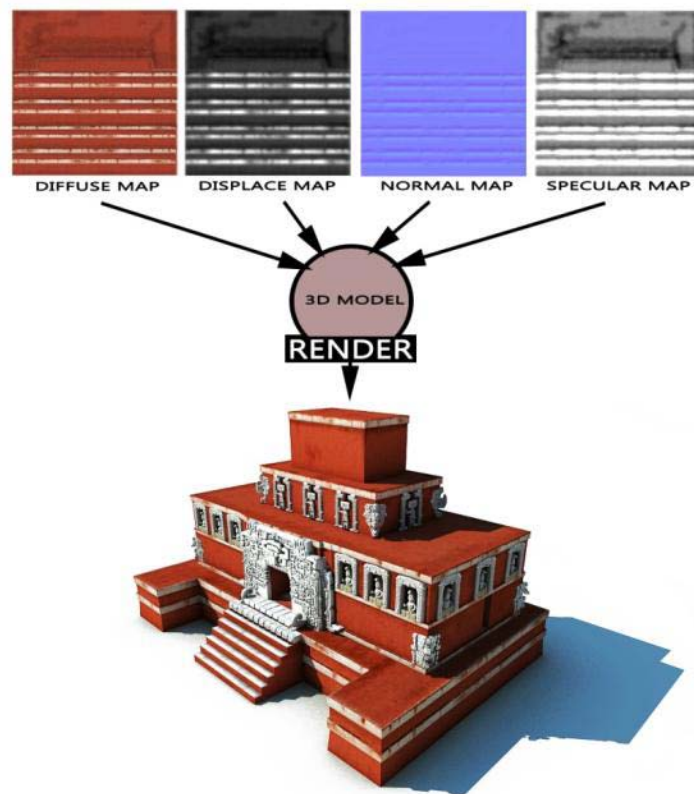 DIFFUSE MAP
DISPLACE MAP
NORMAL MAP
SPECULAR MAP
3D MODEL
RENDER